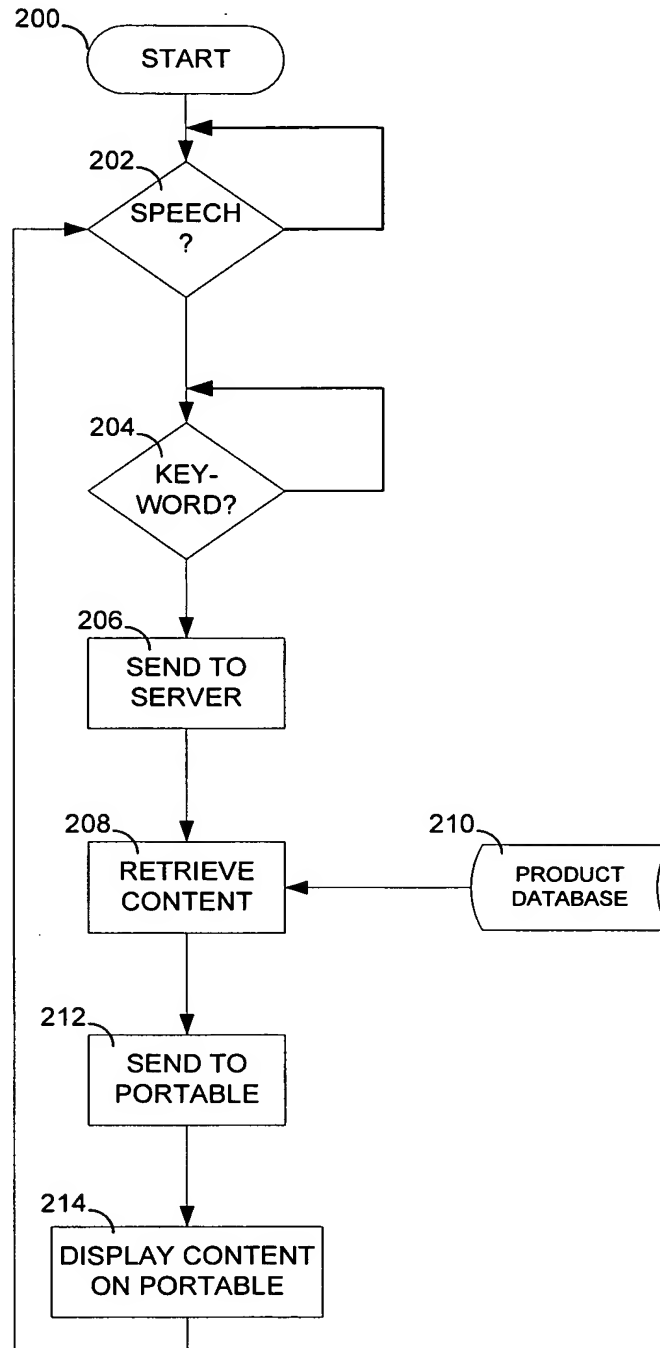 200
START
202
SPEECH
?
204
KEY-
WORD?
206
SEND TO
SERVER
208
RETRIEVE
CONTENT
210
PRODUCT
DATABASE
212
SEND TO
PORTABLE
214
DISPLAY CONTENT
ON PORTABLE